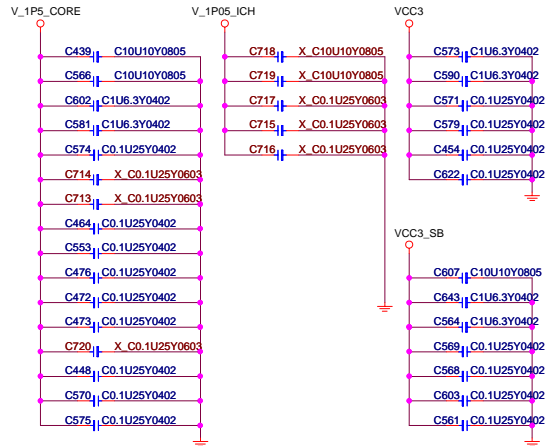 V_1P5_CORE
C439 C10U10Y0805
C566 C10U10Y0805
C602 C1U6.3Y0402
C581 C1U6.3Y0402
C574 C0.1U25Y0402
C714 X_C0.1U25Y0603
C713 X_C0.1U25Y0603
C464 C0.1U25Y0402
C553 C0.1U25Y0402
C476 C0.1U25Y0402
C472 C0.1U25Y0402
C473 C0.1U25Y0402
C720 X_C0.1U25Y0603
C448 C0.1U25Y0402
C570 C0.1U25Y0402
C575 C0.1U25Y0402
V_1P05_ICH
C718 X_C10U10Y0805
C719 X_C10U10Y0805
C717 X_C0.1U25Y0603
C715 X_C0.1U25Y0603
C716 X_C0.1U25Y0603
VCC3
C573 C1U6.3Y0402
C590 C1U6.3Y0402
C571 C0.1U25Y0402
C579 C0.1U25Y0402
C454 C0.1U25Y0402
C622 C0.1U25Y0402
VCC3_SB
C607 C10U10Y0805
C643 C1U6.3Y0402
C564 C1U6.3Y0402
C569 C0.1U25Y0402
C568 C0.1U25Y0402
C603 C0.1U25Y0402
C561 C0.1U25Y0402